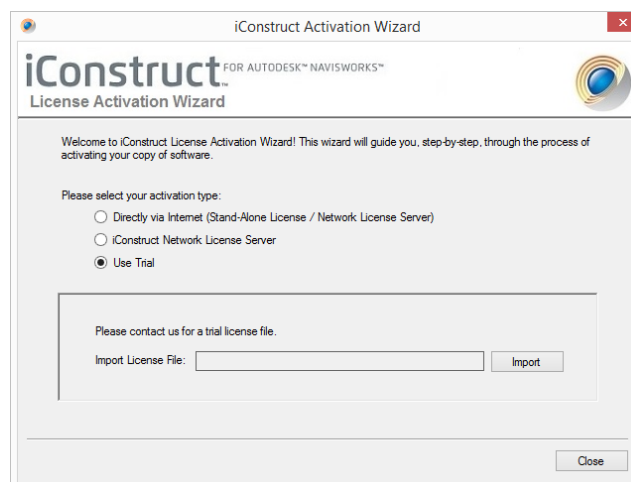 iConstruct Activation Wizard
x
iConstruct™ FOR AUTODESK™ NAVISWORKS™
License Activation Wizard
Welcome to iConstruct License Activation Wizard! This wizard will guide you, step-by-step, through the process of
activating your copy of software.
Please select your activation type:
Directly via Internet (Stand-Alone License / Network License Server)
iConstruct Network License Server
Use Trial
Please contact us for a trial license file.
Import License File:
Import
Close